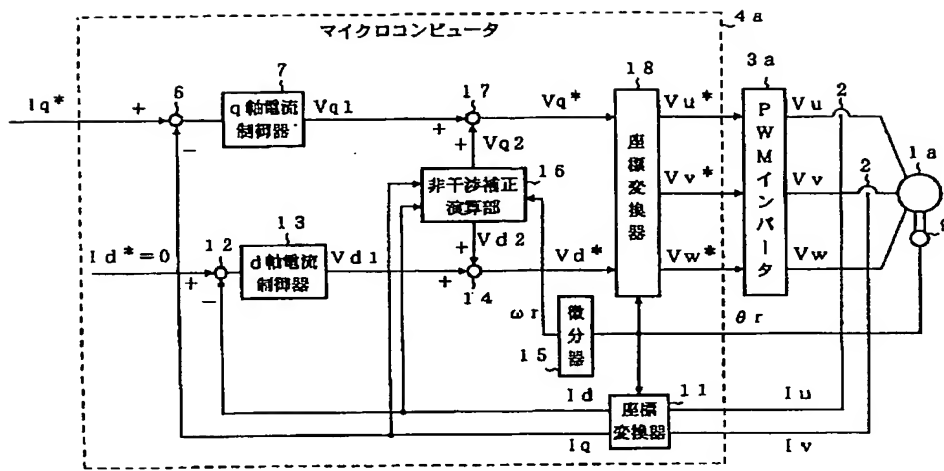 マイクロコンピュータ
4a
Iq*
+
6
−
7
q軸電流
制御器
Vq1
+
17
+
Vq2
Vq*
18
座標変換器
Vu*
Vv*
Vw*
3a
PWMインバータ
Vu
Vv
Vw
2
2
1a
16
非干渉補正
演算部
+
Vd2
Id*=0
+
12
−
13
d軸電流
制御器
Vd1
+
14
Vd*
ωr
微分器
15
θr
11
座標
変換器
Id
Iq
Iu
Iv